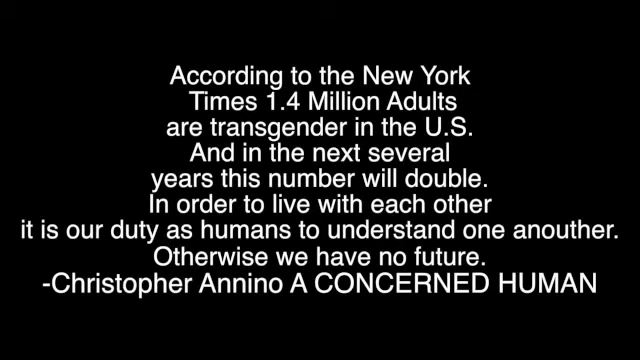 According to the New York
Times 1.4 Million Adults
are transgender in the U.S.
And in the next several
years this number will double.
In order to live with each other
it is our duty as humans to understand one anouther.
Otherwise we have no future.
-Christopher Annino A CONCERNED HUMAN